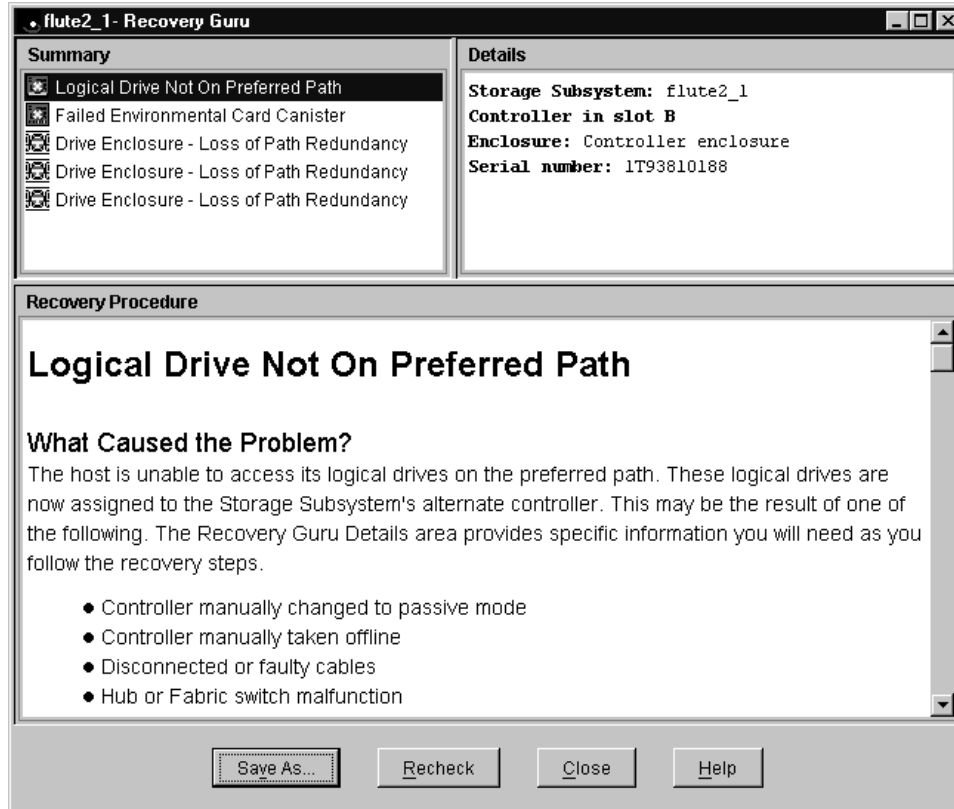 flute2_1- Recovery Guru
Summary
Logical Drive Not On Preferred Path
Failed Environmental Card Canister
Drive Enclosure - Loss of Path Redundancy
Drive Enclosure - Loss of Path Redundancy
Drive Enclosure - Loss of Path Redundancy
Details
Storage Subsystem: flute2_1
Controller in slot B
Enclosure: Controller enclosure
Serial number: 1T93810188
Recovery Procedure
Logical Drive Not On Preferred Path
What Caused the Problem?
The host is unable to access its logical drives on the preferred path. These logical drives are
now assigned to the Storage Subsystem's alternate controller. This may be the result of one of
the following. The Recovery Guru Details area provides specific information you will need as you
follow the recovery steps.
● Controller manually changed to passive mode
● Controller manually taken offline
● Disconnected or faulty cables
● Hub or Fabric switch malfunction
Save As...
Recheck
Close
Help